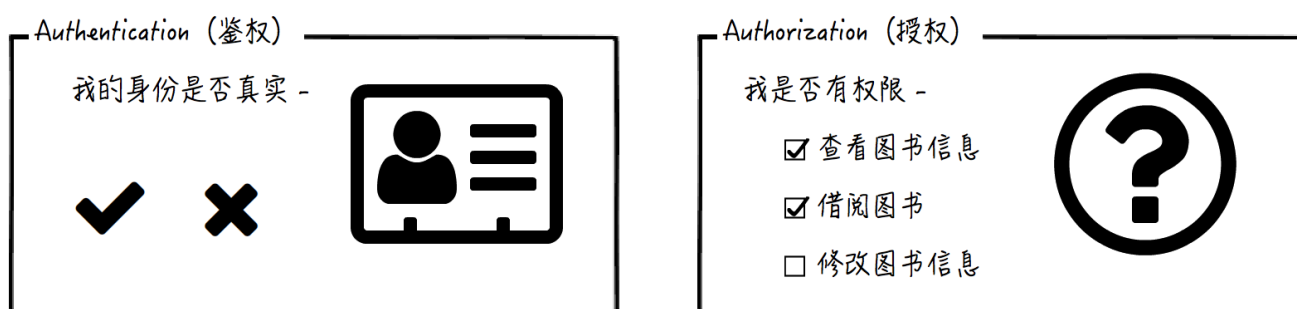 Authentication（鉴权）
我的身份是否真实 -
Authorization（授权）
我是否有权限 -
查看图书信息
借阅图书
修改图书信息